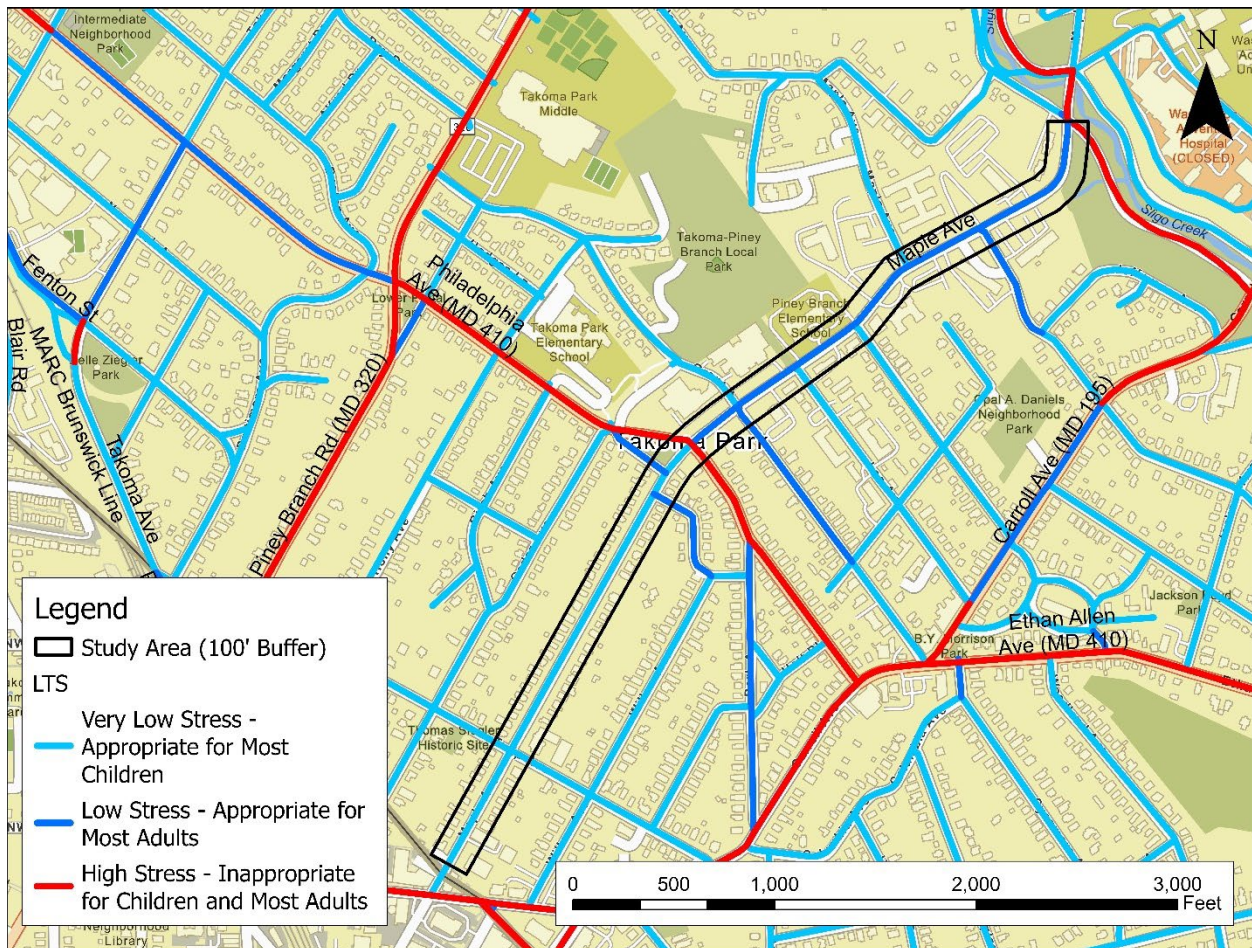 Intermediate
Neighborhood
Park
N
Takoma Park
Middle
Hospital
(CLOSED)
Sligo Creek
Maple Ave
Takoma-Piney
Branch Local
Park
Fenton St
Philadelphia
Ave (MD 410)
Piney Branch
Elementary
School
Takoma Park
Elementary
School
Blair Rd
MARC Brunswick Line
Takoma Ave
Park
Piney Branch Rd (MD 320)
Opal A. Daniels
Neighborhood
Park
Takoma Park
Carroll Ave (MD 195)
Ethan Allen
Ave (MD 410)
Park
B.Y. Morrison
Park
Historic Site
Legend
Study Area (100' Buffer)
LTS
Very Low Stress -
Appropriate for Most
Children
Low Stress - Appropriate for
Most Adults
High Stress - Inappropriate
for Children and Most Adults
0 500 1,000 2,000 3,000
Feet
Neighborhood
Library